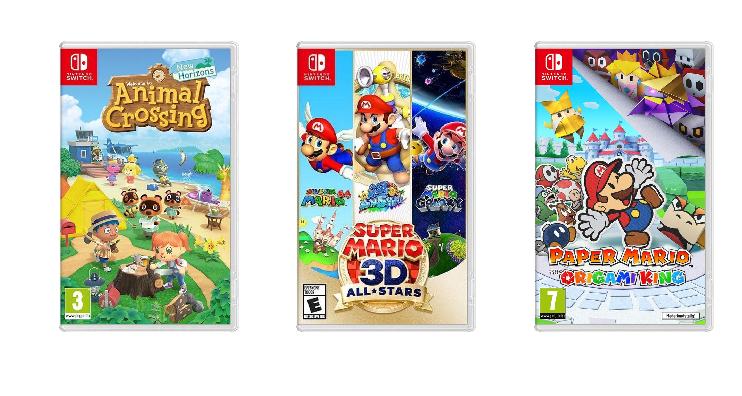 NINTENDO
SWITCH.
Welcome to
New
Horizons
Animal
Crossing
3
NINTENDO
SWITCH.
SUPER
MARIO 64
SUPER
MARIO
SUNSHINE
SUPER
MARIO
GALAXY
SUPER
MARIO
3D
ALL★STARS
EVERYONE
E
ESRB
NINTENDO
SWITCH.
PAPER MARIO
THE
ORIGAMI KING
7